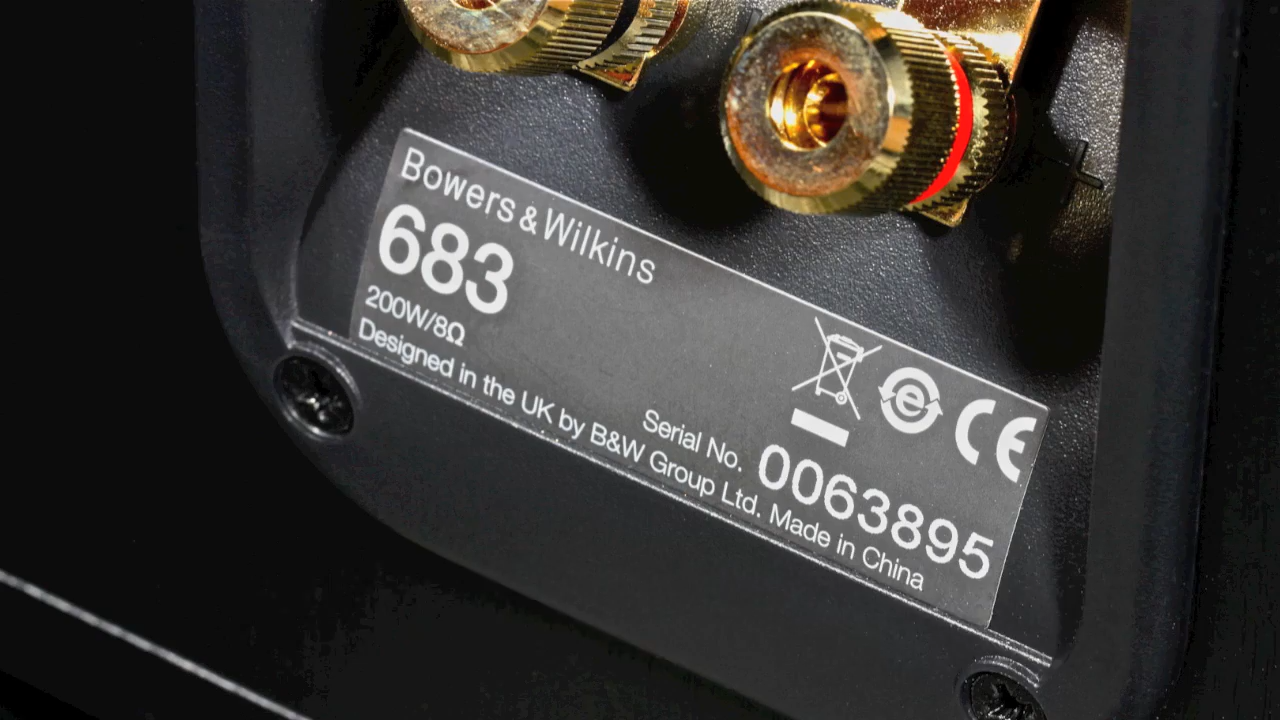 Bowers & Wilkins
683
200W/8Ω
Serial No. 0063895
Designed in the UK by B&W Group Ltd. Made in China
CE